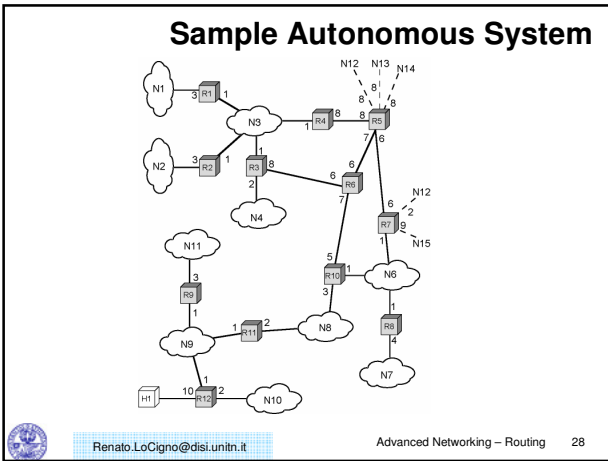 Sample Autonomous System
N12 N13 N14
8 8 8
N1 3 R1 1
N3 1 R4 8 8 R5
7 6
N2 3 R2 1
1 R3 8
2
6
6 R6
7
N4
6 N12
R7 2
9
1 N15
N11
3
R9
1
5
R10 1
3
N6
1
R8
4
N7
N9
1 R11 2
N8
1
H1 10 R12 2 N10
Renato.LoCigno@disi.unitn.it
Advanced Networking – Routing 28